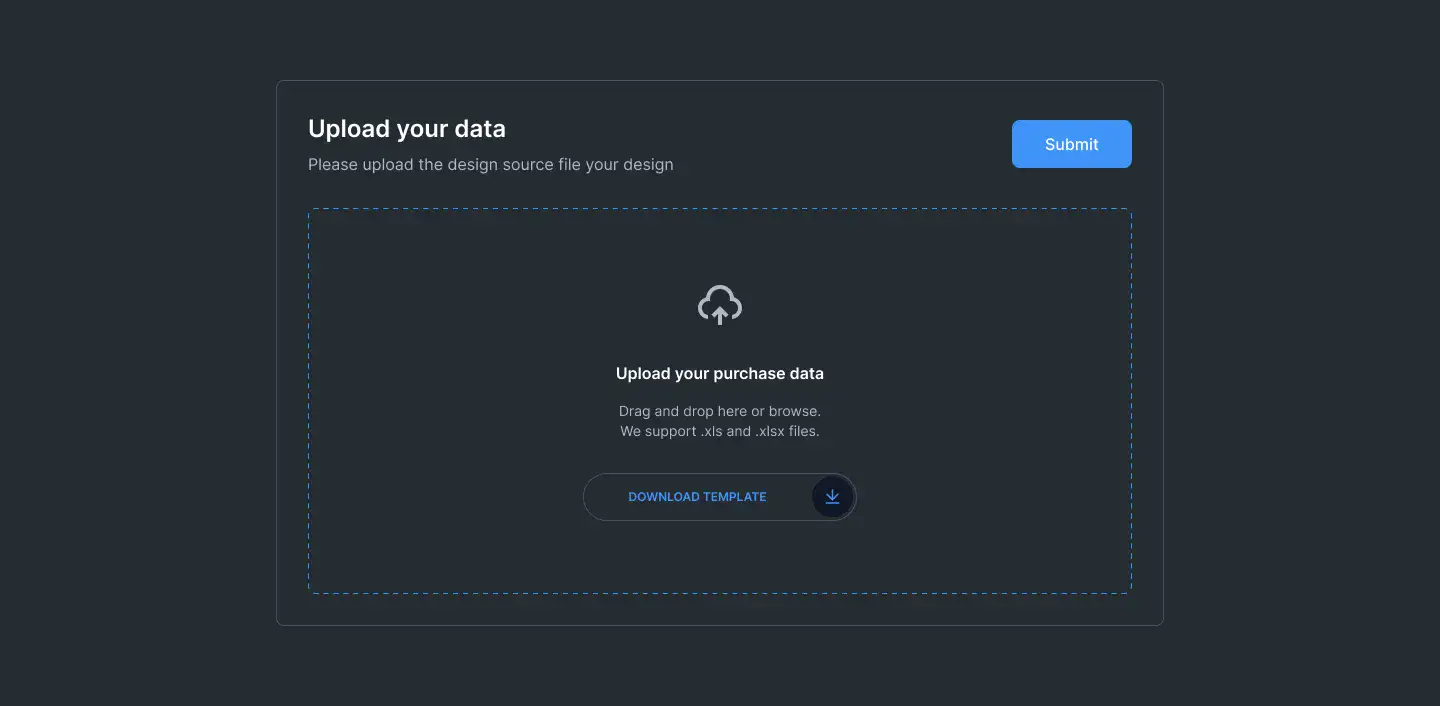 Upload your data
Please upload the design source file your design
Submit
Upload your purchase data
Drag and drop here or browse.
We support .xls and .xlsx files.
DOWNLOAD TEMPLATE